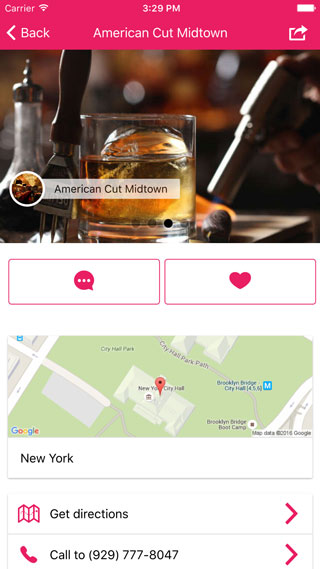 Carrier 3:29 PM
Back American Cut Midtown
American Cut Midtown
City Hall Park
City Hall Park Path
New York City Hall
Brooklyn Bridge -
City Hall [4,5,6] M
Brooklyn Bridge
Boot Camp
Google
Map data ©2016 Google
New York
Get directions
Call to (929) 777-8047